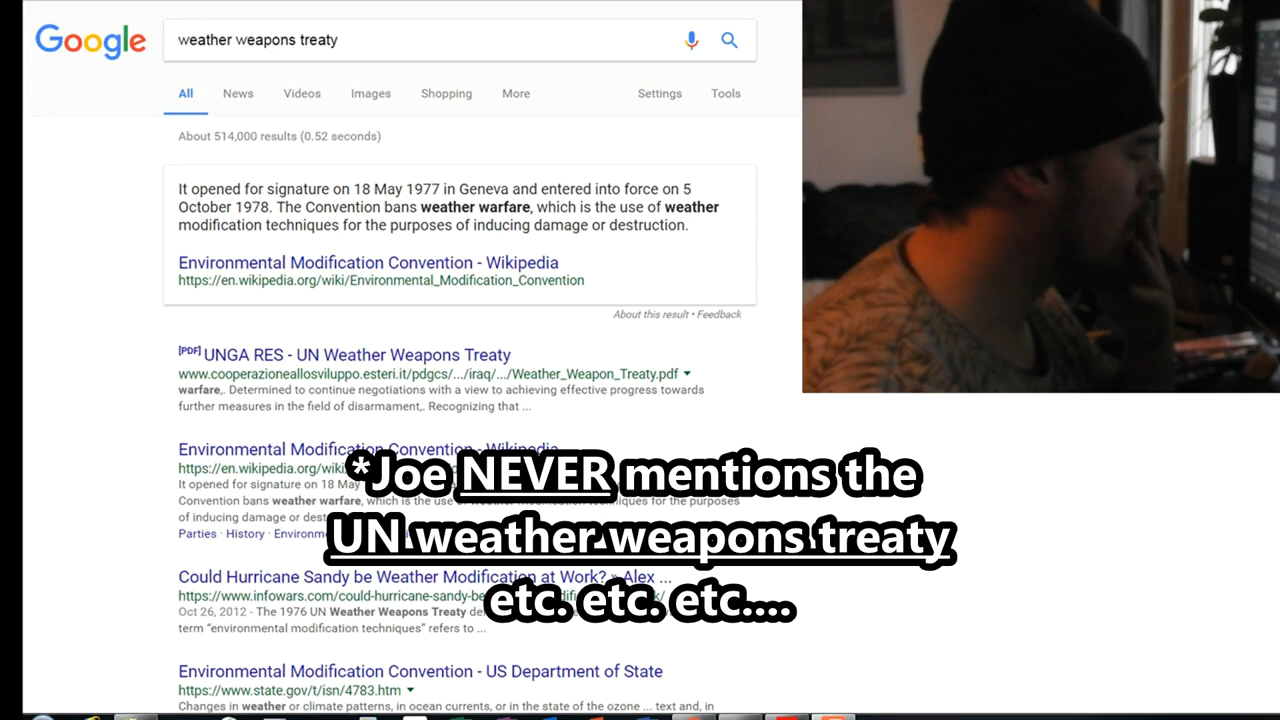 Google
weather weapons treaty
All News Videos Images Shopping More Settings Tools
About 514,000 results (0.52 seconds)
It opened for signature on 18 May 1977 in Geneva and entered into force on 5
October 1978. The Convention bans weather warfare, which is the use of weather
modification techniques for the purposes of inducing damage or destruction.
Environmental Modification Convention - Wikipedia
https://en.wikipedia.org/wiki/Environmental_Modification_Convention
About this result • Feedback
[PDF] UNGA RES - UN Weather Weapons Treaty
www.cooperazioneallosviluppo.esteri.it/pdgcs/.../iraq/.../Weather_Weapon_Treaty.pdf
warfare,. Determined to continue negotiations with a view to achieving effective progress towards
further measures in the field of disarmament,. Recognizing that ...
Environmental Modification Convention - Wikipedia
https://en.wikipedia.org/wiki
It opened for signature on 18 May
Convention bans weather warfare, which is the use of weather modification techniques for the purposes
of inducing damage or dest
Parties · History · Environm
*Joe NEVER mentions the
UN weather weapons treaty
etc. etc. etc....
Could Hurricane Sandy be Weather Modification at Work? » Alex ...
https://www.infowars.com/could-hurricane-sandy-be
Oct 26, 2012 - The 1976 UN Weather Weapons Treaty
term “environmental modification techniques” refers to ...
Environmental Modification Convention - US Department of State
https://www.state.gov/t/isn/4783.htm
Changes in weather or climate patterns, in ocean currents, or in the state of the ozone ... text and, in